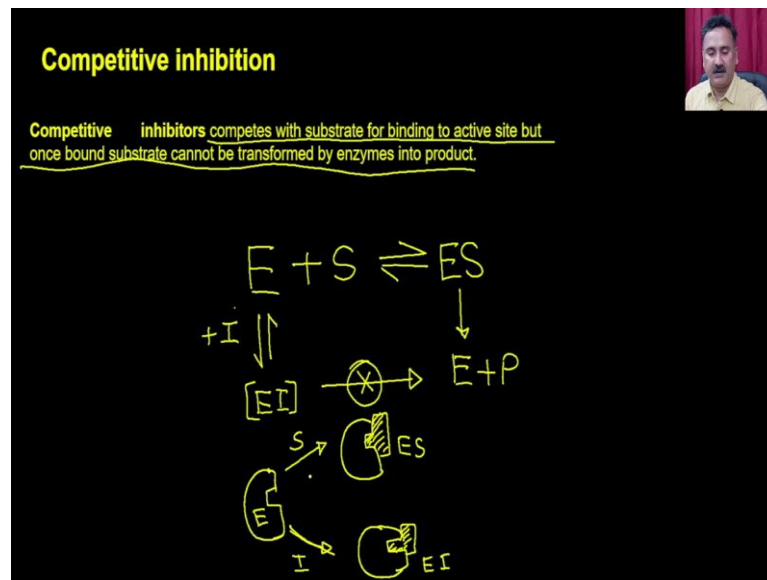 Competitive inhibition
Competitive inhibitors competes with substrate for binding to active site but
once bound substrate cannot be transformed by enzymes into product.
E + S ⇌ ES
+I
[EI] E+P
S
ES
E
I
EI